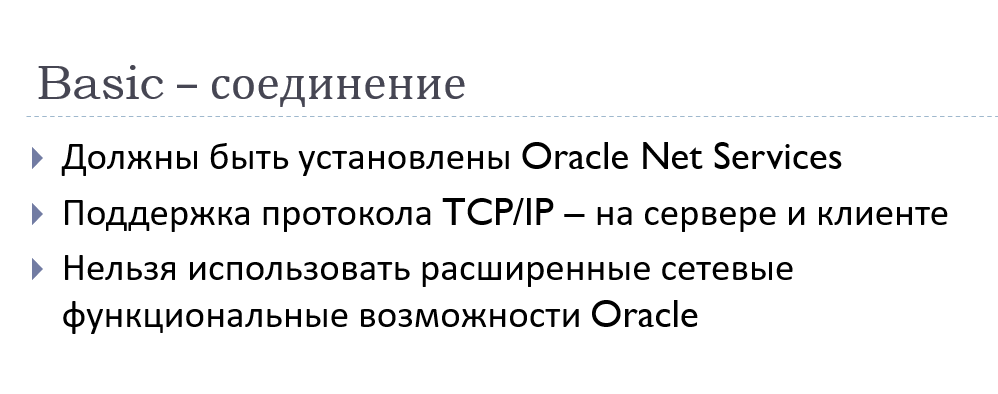 Basic – соединение
Должны быть установлены Oracle Net Services
Поддержка протокола TCP/IP – на сервере и клиенте
Нельзя использовать расширенные сетевые
функциональные возможности Oracle